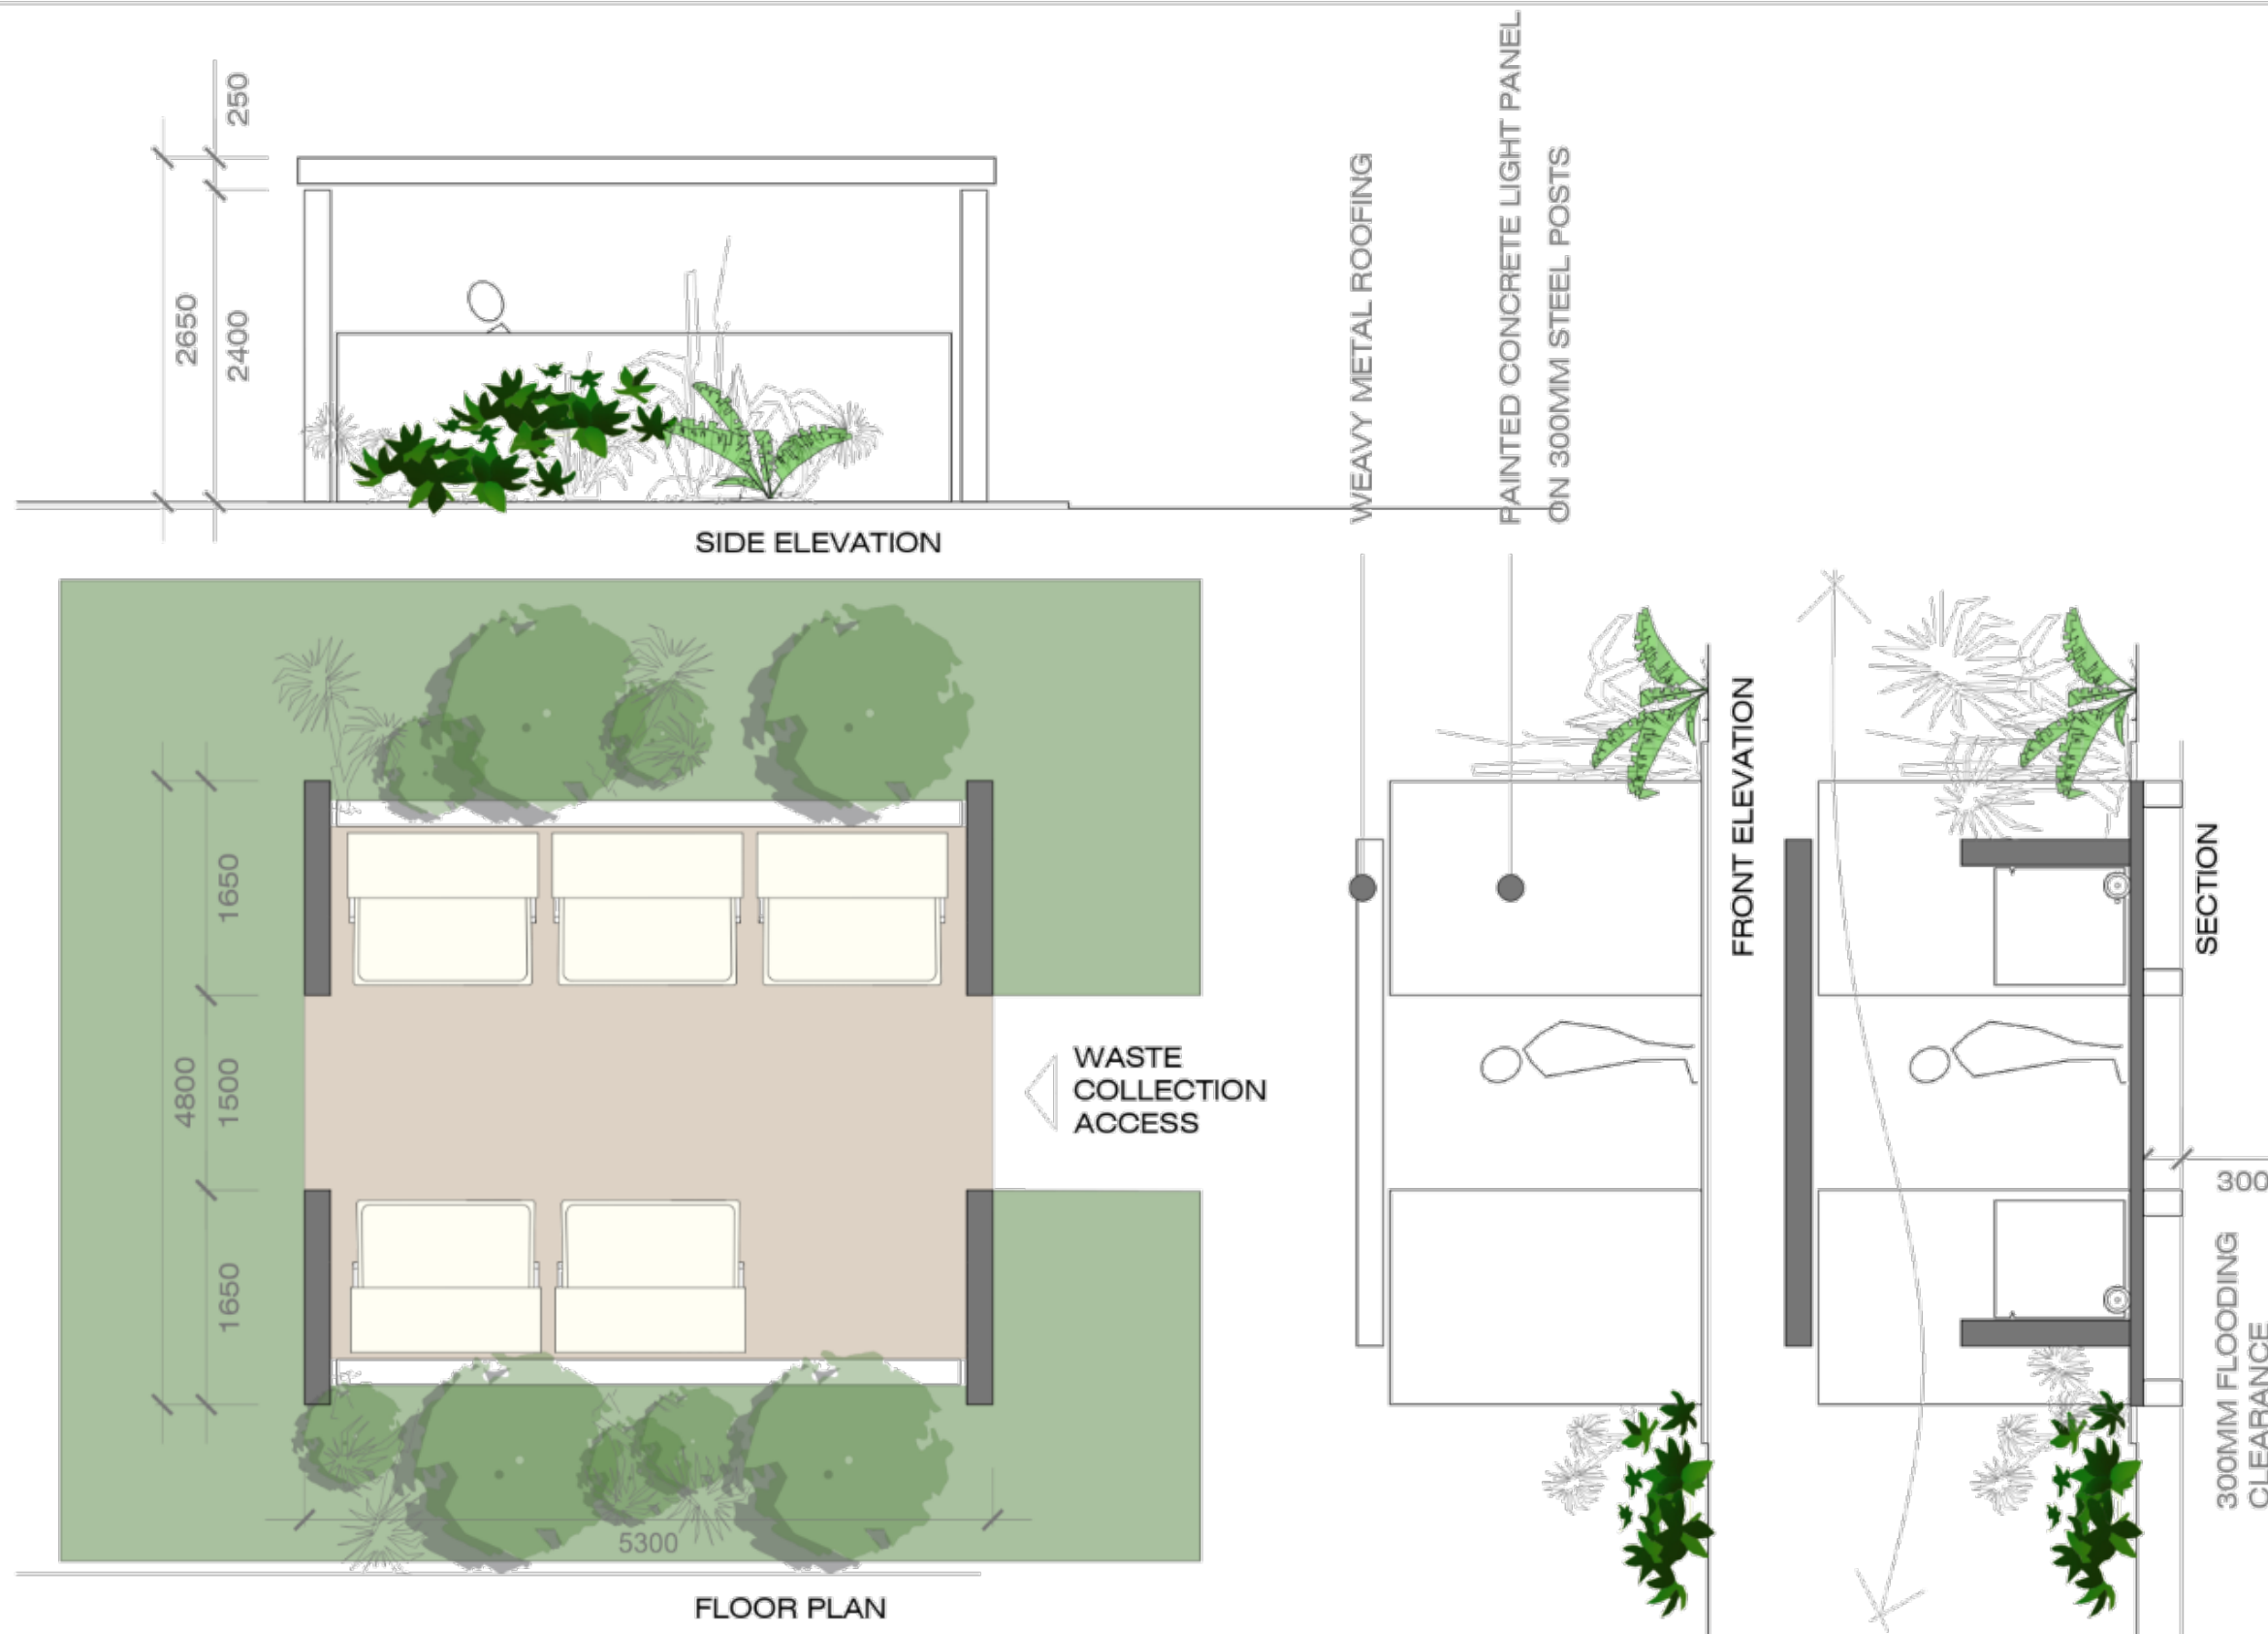 250
2650
2400
SIDE ELEVATION
WEAVY METAL ROOFING
PAINTED CONCRETE LIGHT PANEL
ON 300MM STEEL POSTS
1650
4800
1500
1650
5300
WASTE
COLLECTION
ACCESS
FLOOR PLAN
FRONT ELEVATION
SECTION
300
300MM FLOODING
CLEARANCE